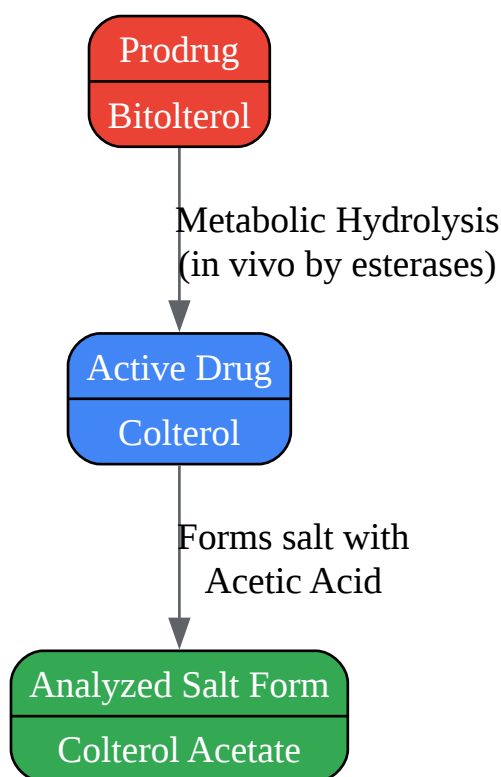 Prodrug
Bitolterol
Metabolic Hydrolysis
(in vivo by esterases)
Active Drug
Colterol
Forms salt with
Acetic Acid
Analyzed Salt Form
Colterol Acetate